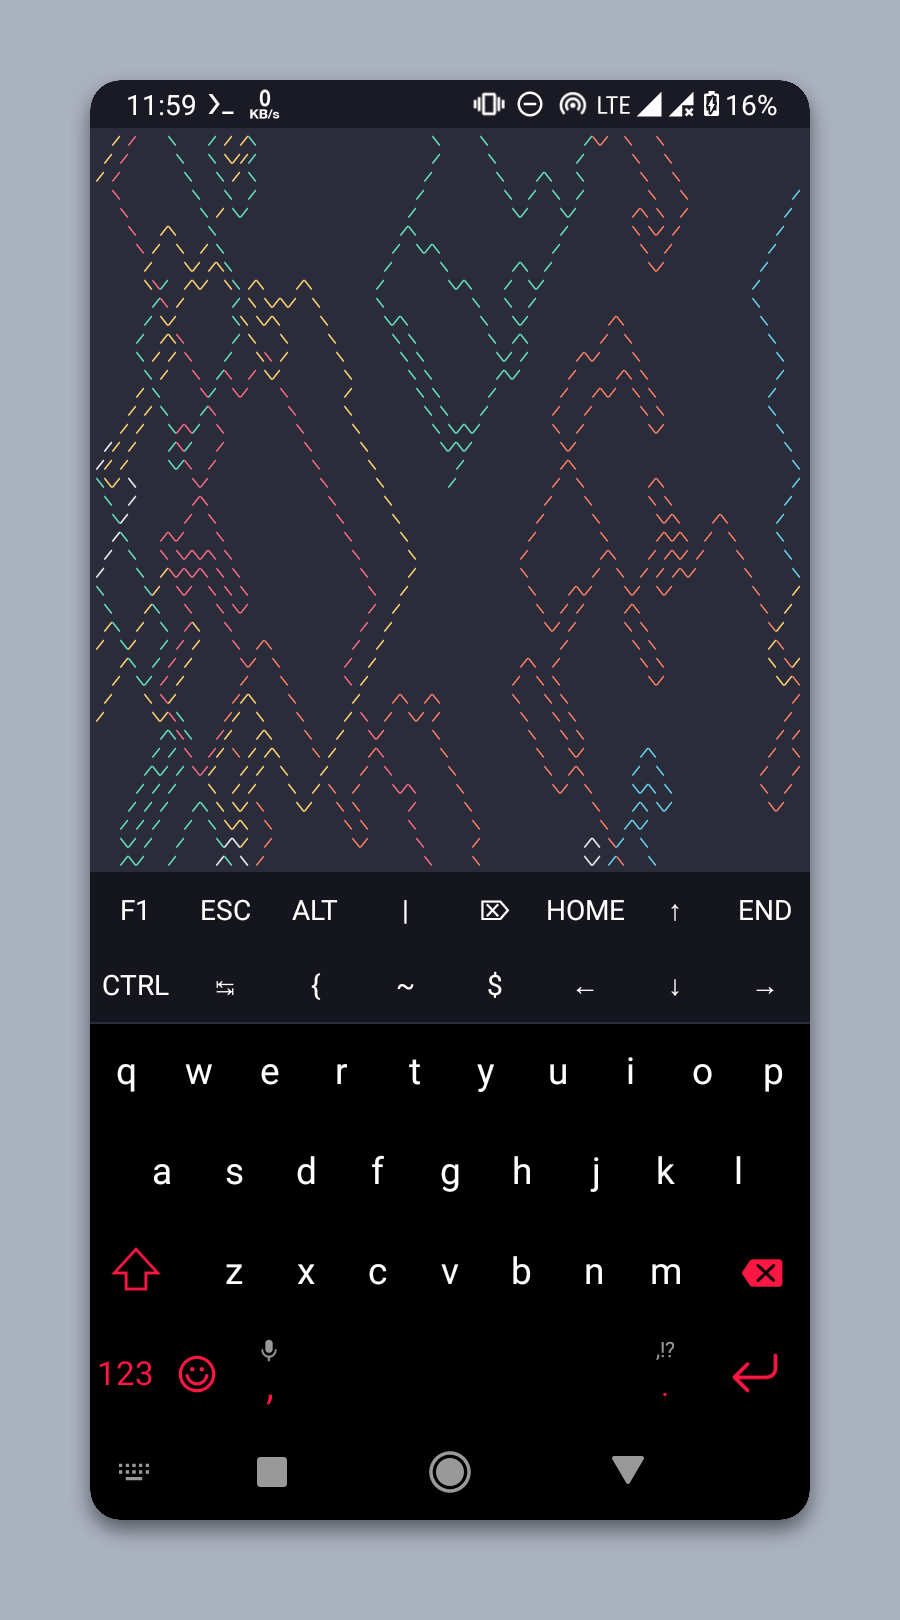 11:59 0 KB/s LTE 16%
F1 ESC ALT | ⌦ HOME ↑ END
CTRL ↹ { ~ $ ← ↓ →
q w e r t y u i o p
a s d f g h j k l
z x c v b n m
,!?
123 , .